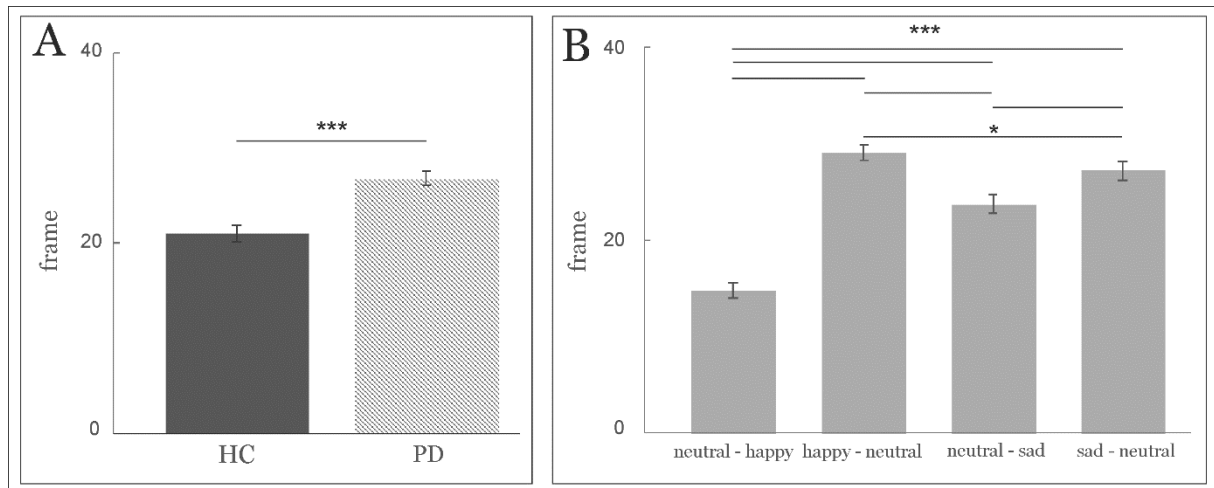 A
40
20
0
frame
***
HC
PD
B
40
20
0
frame
***
*
neutral - happy
happy - neutral
neutral - sad
sad - neutral